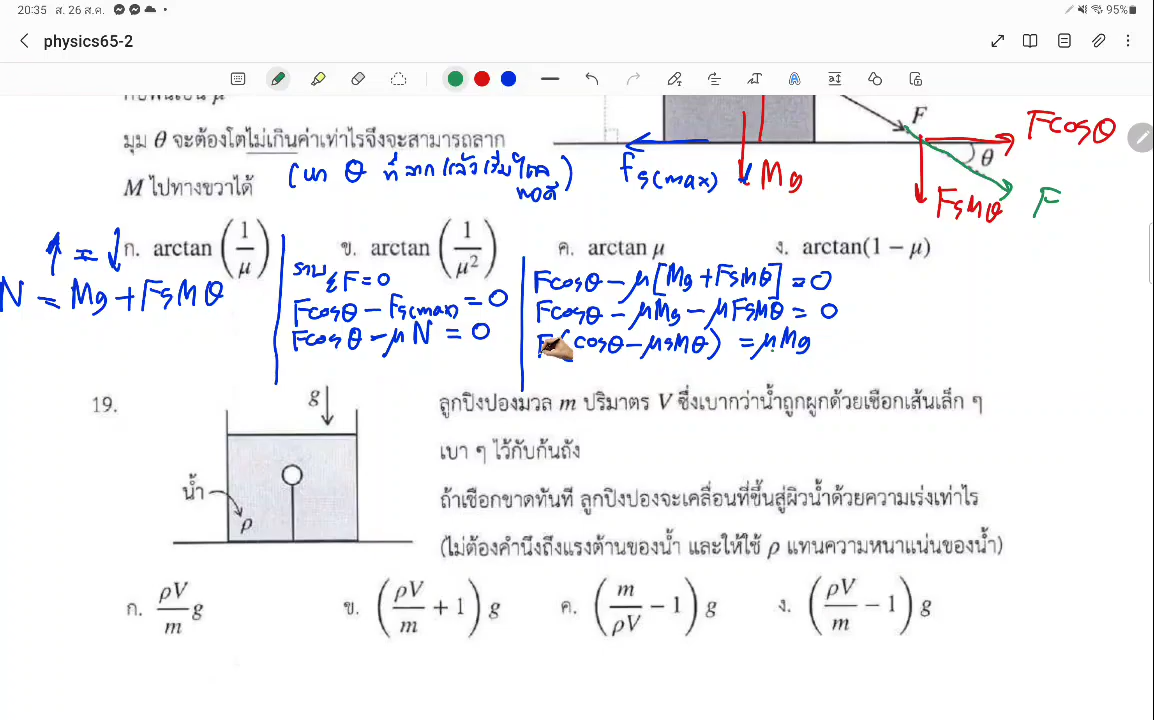 20:35 ส. 26 ส.ค.
95%
physics65-2
มุม θ จะต้องโตไม่เกินค่าเท่าไรจึงจะสามารถลาก
M ไปทางขวาได้
(หา θ ที่ลากแล้วเริ่มไถลพอดี)
fs(max)
Mg
F
Fcosθ
θ
Fsinθ
F
ก. arctan (1/μ)
ข. arctan (1/μ²)
ค. arctan μ
ง. arctan(1 − μ)
↑ = ↓
N = Mg + Fsinθ
ราบ ΣF = 0
Fcosθ − Fs(max) = 0
Fcosθ − μN = 0
Fcosθ − μ[Mg + Fsinθ] = 0
Fcosθ − μMg − μFsinθ = 0
F(cosθ − μsinθ) = μMg
19.
g
น้ำ
ρ
ลูกปิงปองมวล m ปริมาตร V ซึ่งเบากว่าน้ำถูกผูกด้วยเชือกเส้นเล็ก ๆ
เบา ๆ ไว้กับก้นถัง
ถ้าเชือกขาดทันที ลูกปิงปองจะเคลื่อนที่ขึ้นสู่ผิวน้ำด้วยความเร่งเท่าไร
(ไม่ต้องคำนึงถึงแรงต้านของน้ำ และให้ใช้ ρ แทนความหนาแน่นของน้ำ)
ก. ρV/m g
ข. (ρV/m + 1) g
ค. (m/ρV − 1) g
ง. (ρV/m − 1) g